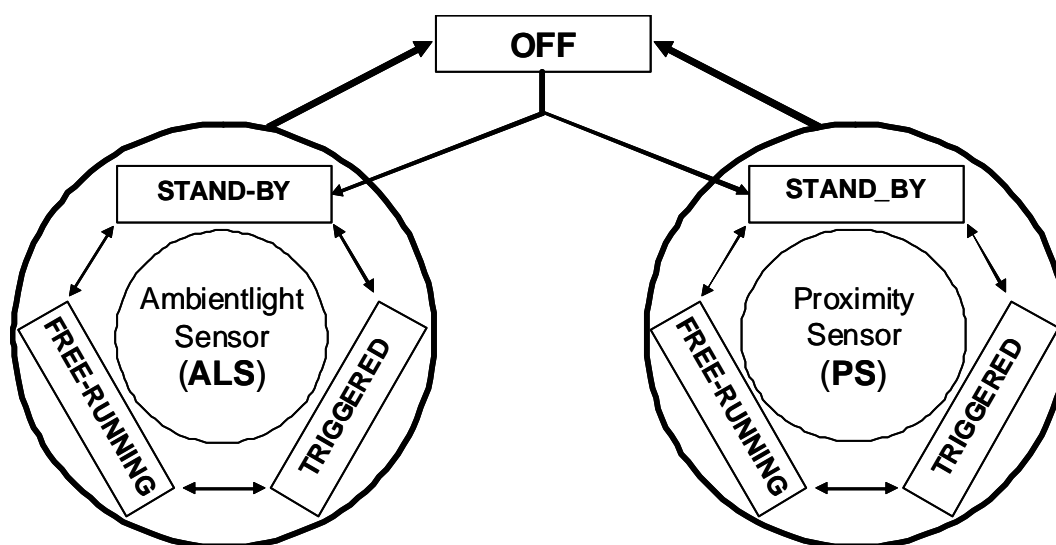 OFF
STAND-BY
Ambientlight
Sensor
(ALS)
FREE-RUNNING
TRIGGERED
STAND_BY
Proximity
Sensor
(PS)
FREE-RUNNING
TRIGGERED